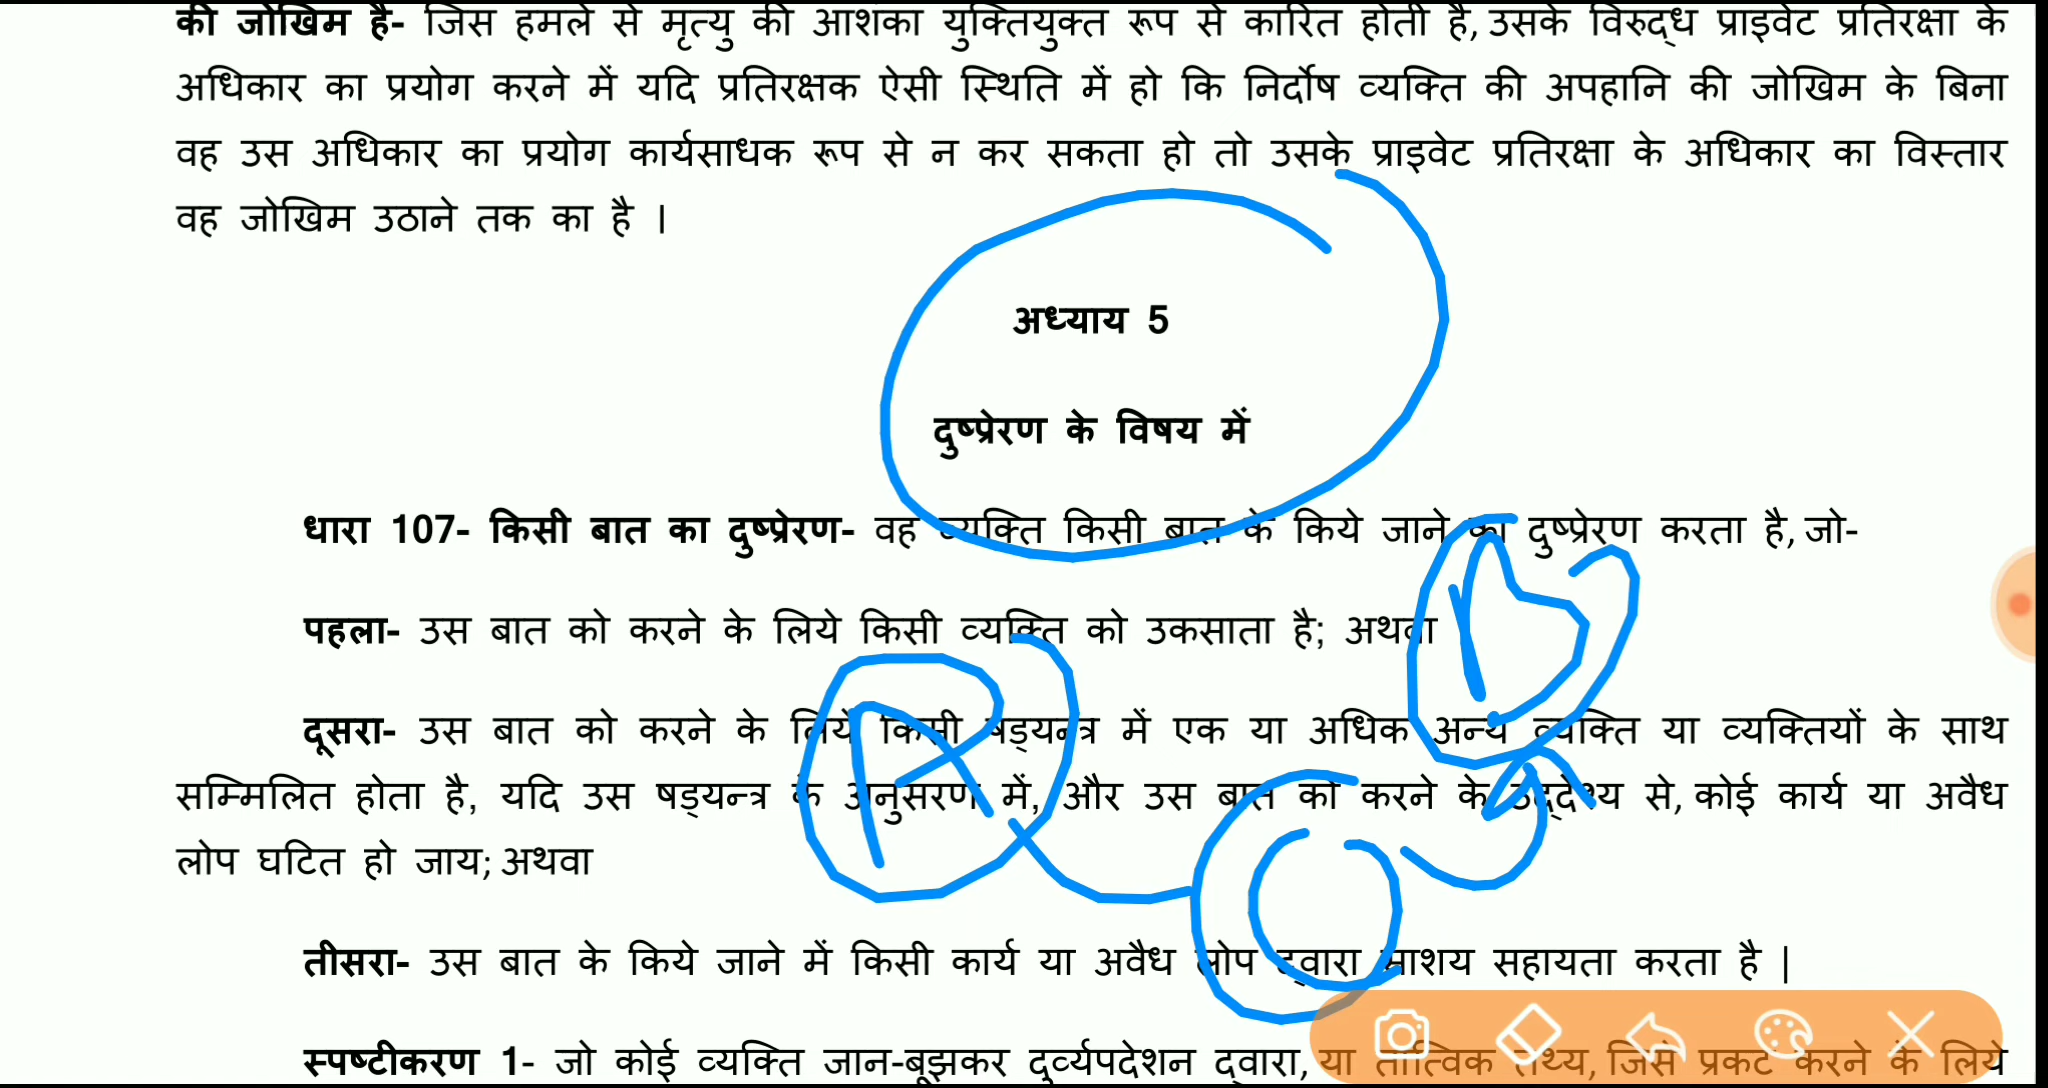 की जोखिम है- जिस हमले से मृत्यु की आशंका युक्तियुक्त रूप से कारित होती है, उसके विरुद्ध प्राइवेट प्रतिरक्षा के
अधिकार का प्रयोग करने में यदि प्रतिरक्षक ऐसी स्थिति में हो कि निर्दोष व्यक्ति की अपहानि की जोखिम के बिना
वह उस अधिकार का प्रयोग कार्यसाधक रूप से न कर सकता हो तो उसके प्राइवेट प्रतिरक्षा के अधिकार का विस्तार
वह जोखिम उठाने तक का है ।
अध्याय 5
दुष्प्रेरण के विषय में
धारा 107- किसी बात का दुष्प्रेरण- वह व्यक्ति किसी बात के किये जाने का दुष्प्रेरण करता है, जो-
पहला- उस बात को करने के लिये किसी व्यक्ति को उकसाता है; अथवा
दूसरा- उस बात को करने के लिये किसी षड्यन्त्र में एक या अधिक अन्य व्यक्ति या व्यक्तियों के साथ
सम्मिलित होता है, यदि उस षड्यन्त्र के अनुसरण में, और उस बात को करने के उद्देश्य से, कोई कार्य या अवैध
लोप घटित हो जाय; अथवा
तीसरा- उस बात के किये जाने में किसी कार्य या अवैध लोप द्वारा साशय सहायता करता है |
स्पष्टीकरण 1- जो कोई व्यक्ति जान-बूझकर दुर्व्यपदेशन द्वारा, या तात्विक तथ्य, जिसे प्रकट करने के लिये